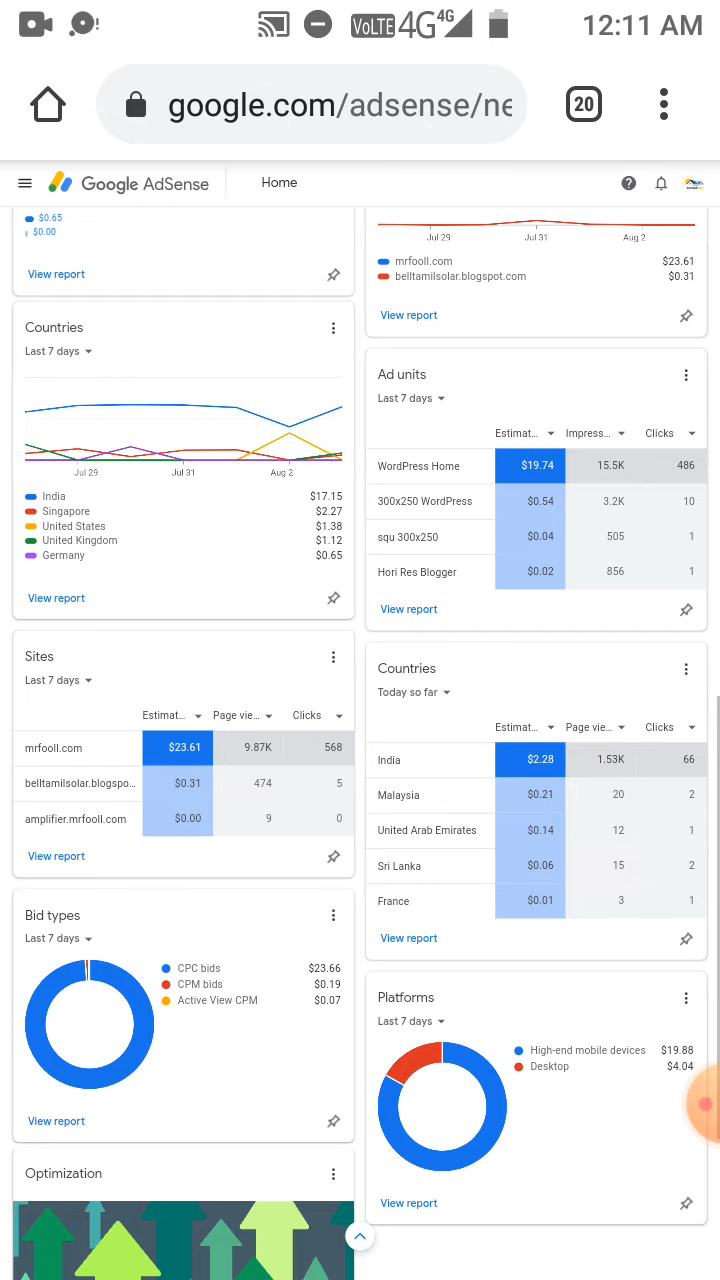 VoLTE 4G 4G 12:11 AM
google.com/adsense/ne
20
Google AdSense Home
$0.65
$0.00
View report
Jul 29 Jul 31 Aug 2
mrfooll.com $23.61
belltamilsolar.blogspot.com $0.31
View report
Countries
Last 7 days
Jul 29 Jul 31 Aug 2
India $17.15
Singapore $2.27
United States $1.38
United Kingdom $1.12
Germany $0.65
View report
Ad units
Last 7 days
Estimat... Impress... Clicks
WordPress Home $19.74 15.5K 486
300x250 WordPress $0.54 3.2K 10
squ 300x250 $0.04 505 1
Hori Res Blogger $0.02 856 1
View report
Sites
Last 7 days
Estimat... Page vie... Clicks
mrfooll.com $23.61 9.87K 568
belltamilsolar.blogspo... $0.31 474 5
amplifier.mrfooll.com $0.00 9 0
View report
Countries
Today so far
Estimat... Page vie... Clicks
India $2.28 1.53K 66
Malaysia $0.21 20 2
United Arab Emirates $0.14 12 1
Sri Lanka $0.06 15 2
France $0.01 3 1
View report
Bid types
Last 7 days
CPC bids $23.66
CPM bids $0.19
Active View CPM $0.07
View report
Platforms
Last 7 days
High-end mobile devices $19.88
Desktop $4.04
View report
Optimization